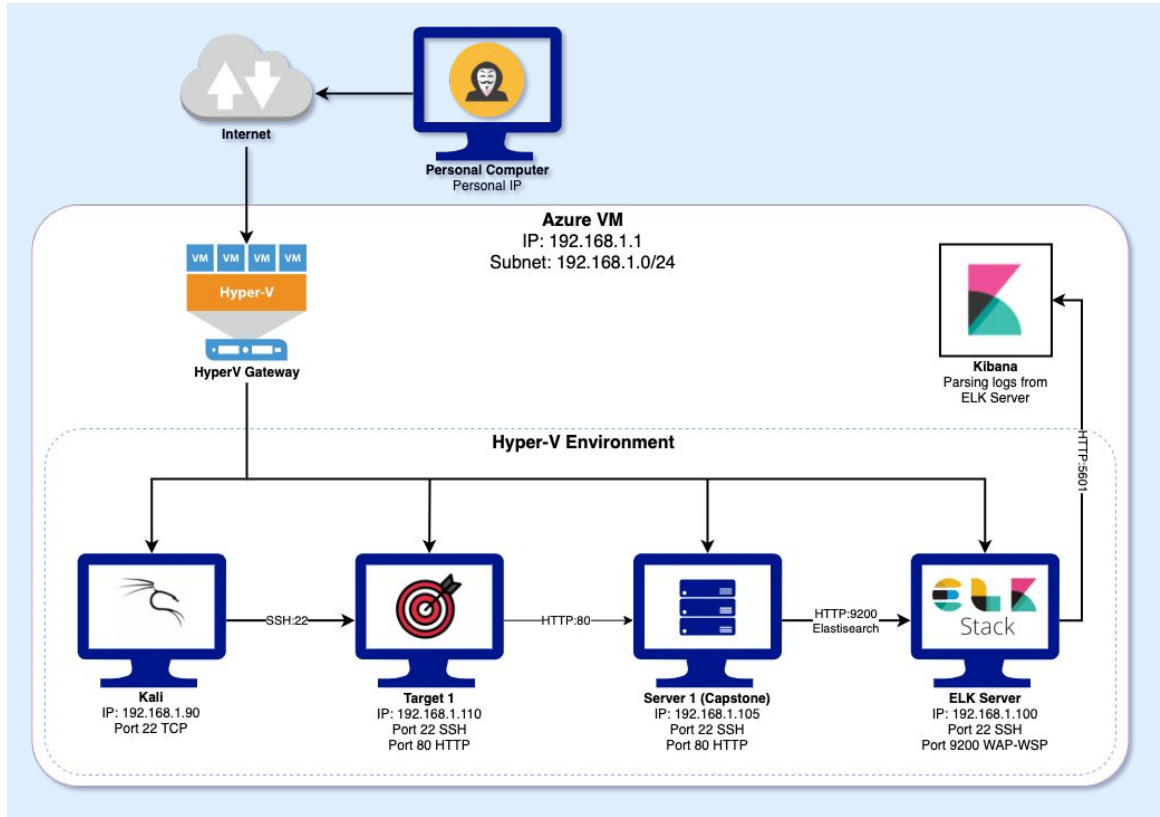 Internet
Personal Computer
Personal IP
Azure VM
IP: 192.168.1.1
Subnet: 192.168.1.0/24
VM VM VM VM
Hyper-V
HyperV Gateway
Kibana
Parsing logs from
ELK Server
Hyper-V Environment
HTTP:5601
SSH:22
HTTP:80
HTTP:9200
Elastisearch
ELK
Stack
Kali
IP: 192.168.1.90
Port 22 TCP
Target 1
IP: 192.168.1.110
Port 22 SSH
Port 80 HTTP
Server 1 (Capstone)
IP: 192.168.1.105
Port 22 SSH
Port 80 HTTP
ELK Server
IP: 192.168.1.100
Port 22 SSH
Port 9200 WAP-WSP